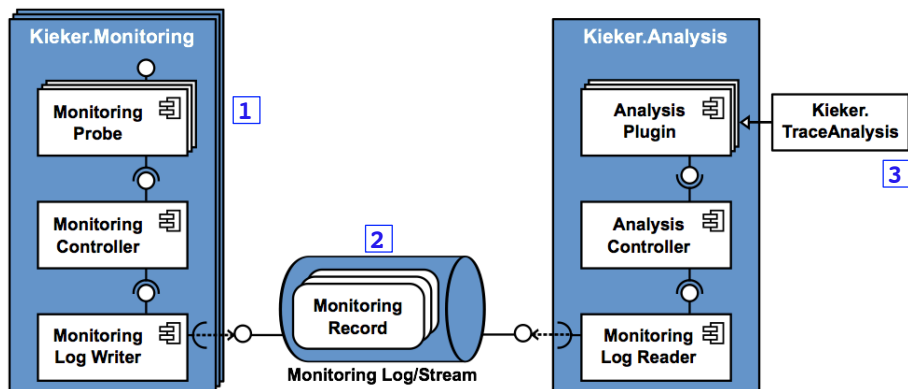 Kieker.Monitoring
Monitoring
Probe
1
Monitoring
Controller
Monitoring
Log Writer
2
Monitoring
Record
Monitoring Log/Stream
Kieker.Analysis
Analysis
Plugin
Kieker.
TraceAnalysis
3
Analysis
Controller
Monitoring
Log Reader